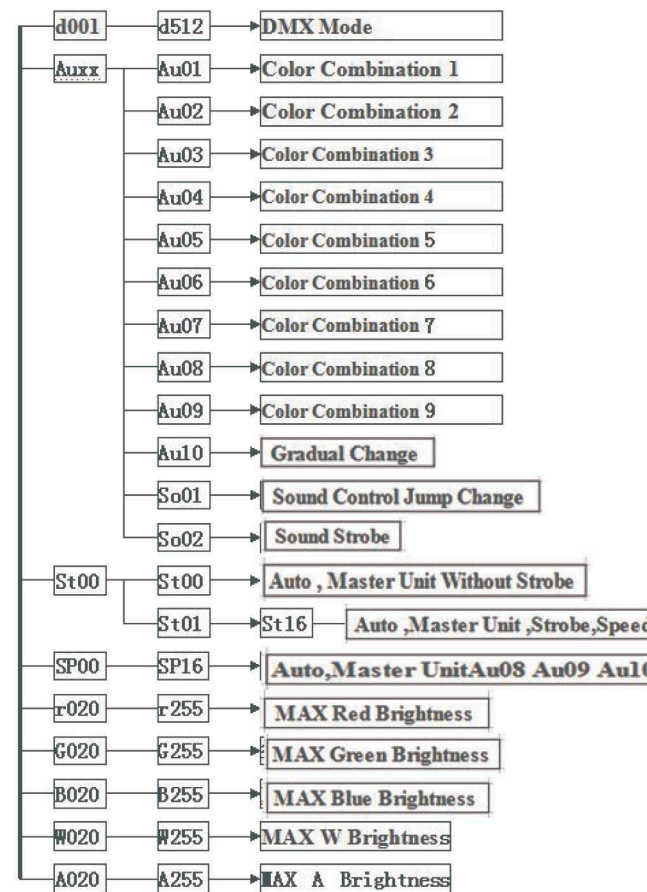 d001 d512 DMX Mode
Auxx Au01 Color Combination 1
Au02 Color Combination 2
Au03 Color Combination 3
Au04 Color Combination 4
Au05 Color Combination 5
Au06 Color Combination 6
Au07 Color Combination 7
Au08 Color Combination 8
Au09 Color Combination 9
Au10 Gradual Change
So01 Sound Control Jump Change
So02 Sound Strobe
St00 St00 Auto , Master Unit Without Strobe
St01 St16 Auto ,Master Unit ,Strobe,Speed
SP00 SP16 Auto,Master UnitAu08 Au09 Au10
r020 r255 MAX Red Brightness
G020 G255 MAX Green Brightness
B020 B255 MAX Blue Brightness
W020 W255 MAX W Brightness
A020 A255 MAX A Brightness